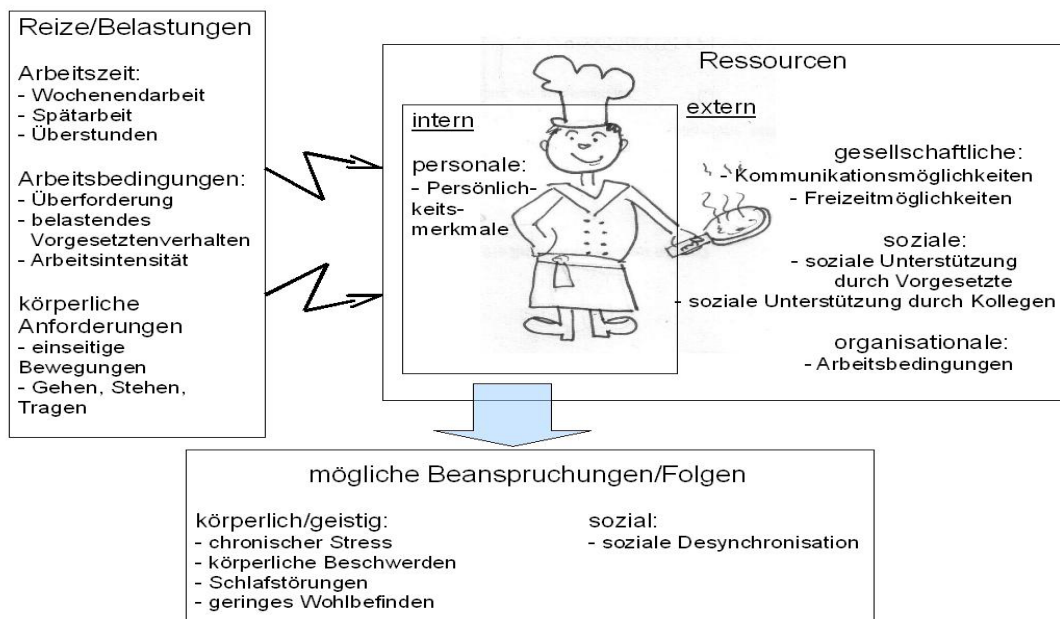 Reize/Belastungen
Arbeitszeit:
- Wochenendarbeit
- Spätarbeit
- Überstunden
Arbeitsbedingungen:
- Überforderung
- belastendes
Vorgesetztenverhalten
- Arbeitsintensität
körperliche
Anforderungen
- einseitige
Bewegungen
- Gehen, Stehen,
Tragen
Ressourcen
intern
personale:
- Persönlich-
keits-
merkmale
extern
gesellschaftliche:
- Kommunikationsmöglichkeiten
- Freizeitmöglichkeiten
soziale:
- soziale Unterstützung
durch Vorgesetzte
- soziale Unterstützung durch Kollegen
organisationale:
- Arbeitsbedingungen
mögliche Beanspruchungen/Folgen
körperlich/geistig:
- chronischer Stress
- körperliche Beschwerden
- Schlafstörungen
- geringes Wohlbefinden
sozial:
- soziale Desynchronisation